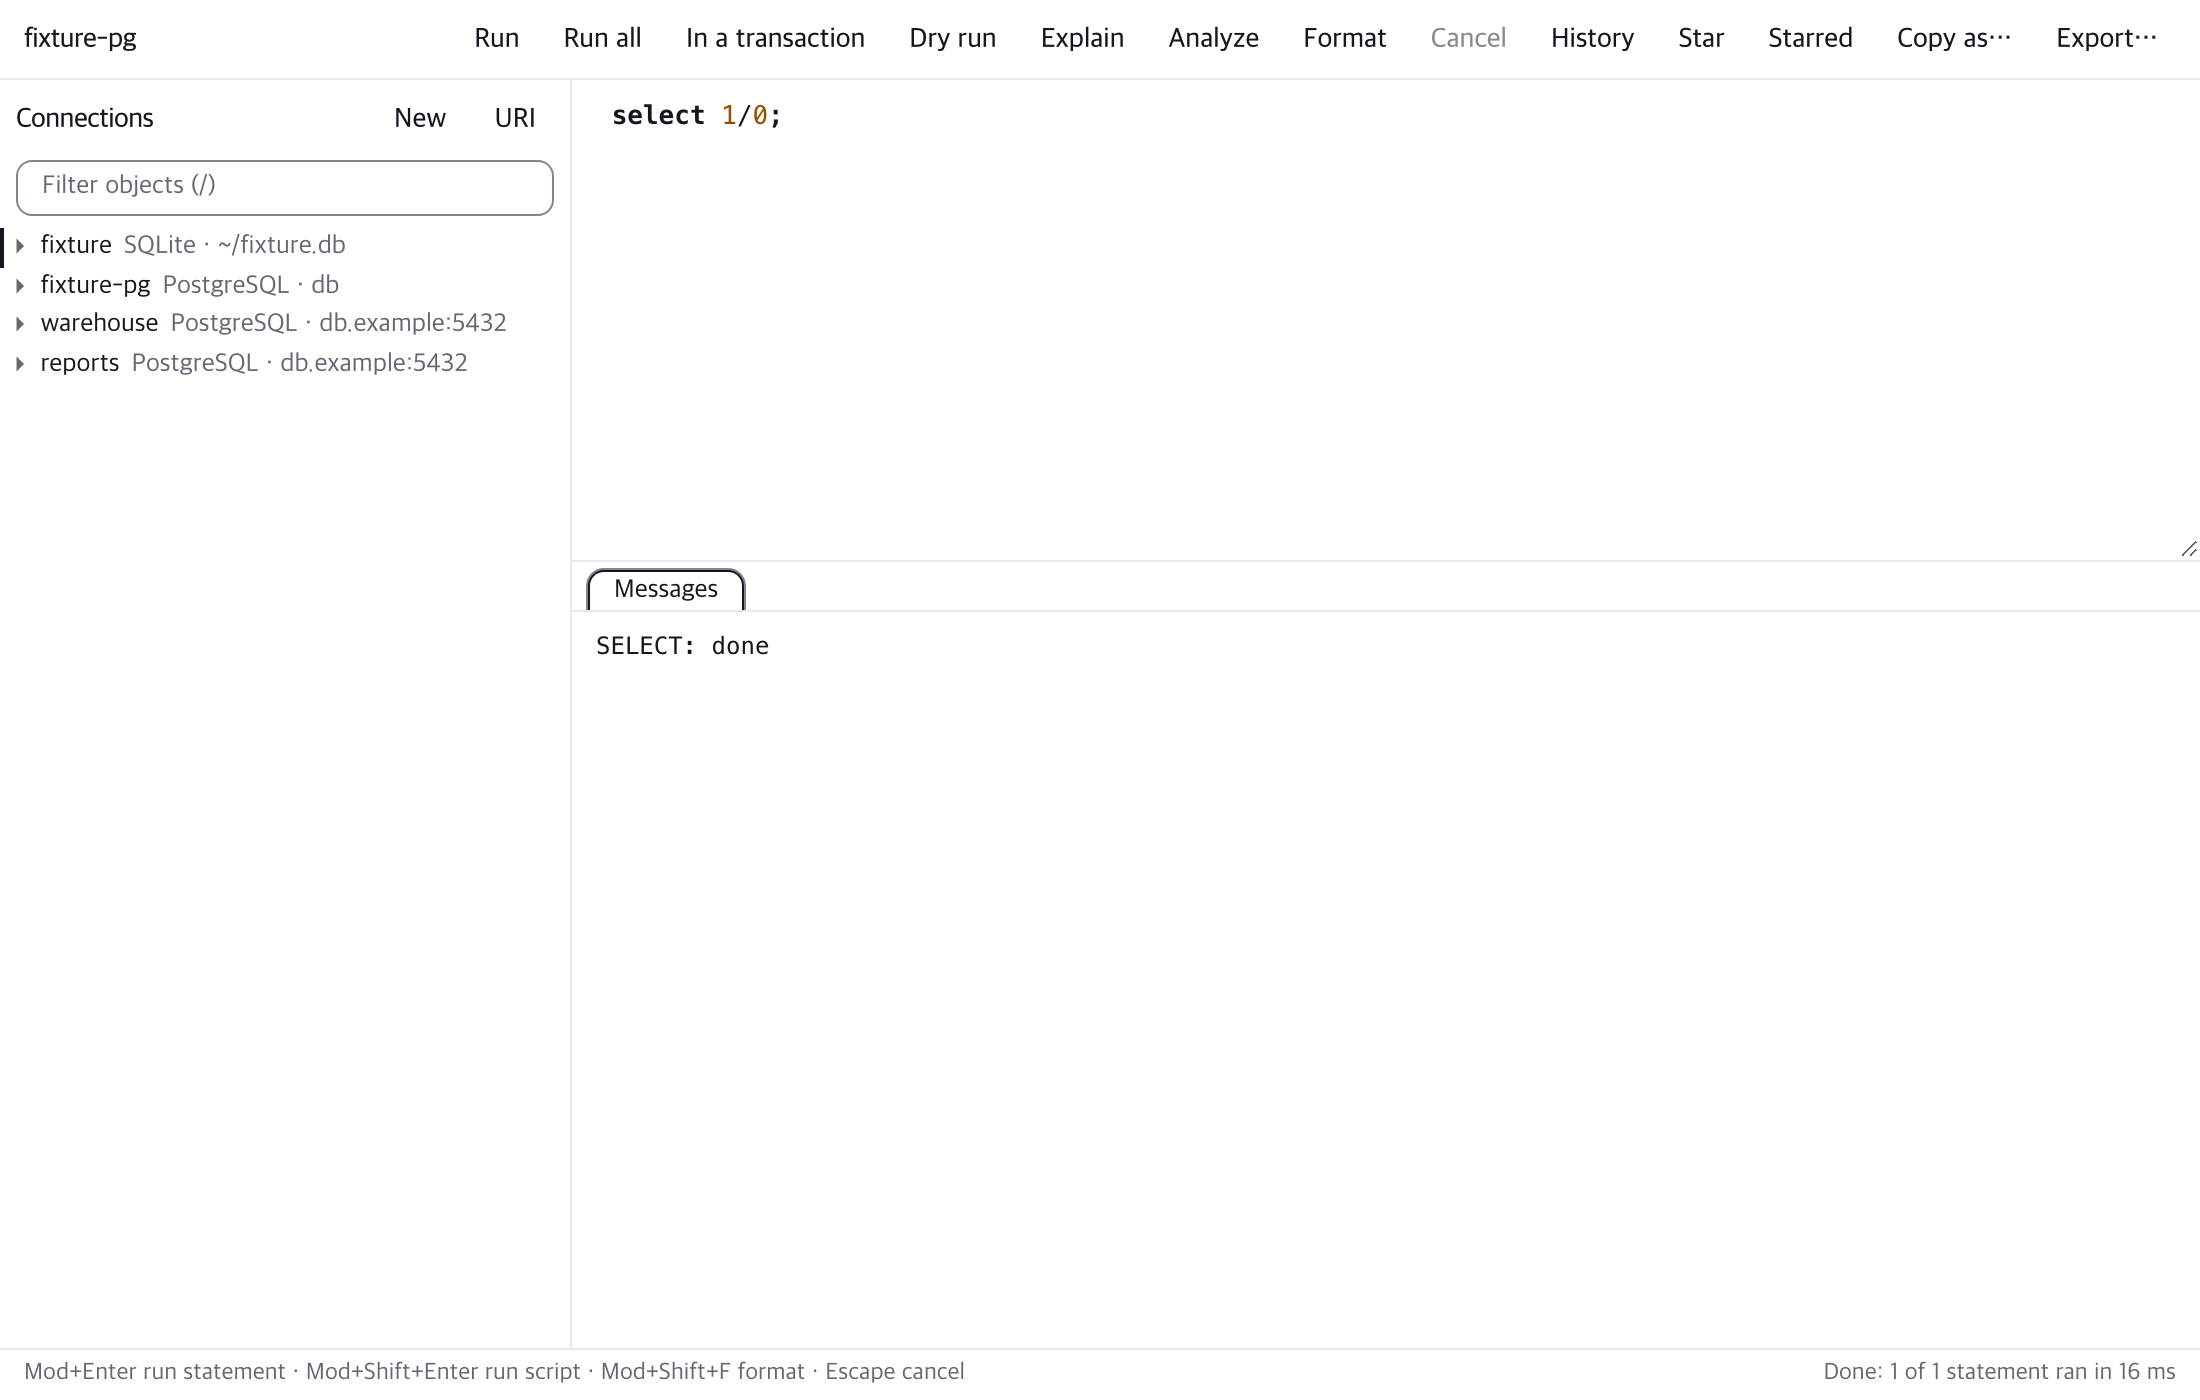 fixture-pg Run Run all In a transaction Dry run Explain Analyze Format Cancel History Star Starred Copy as… Export…
Connections New URI
Filter objects (/)
fixture SQLite · ~/fixture.db
fixture-pg PostgreSQL · db
warehouse PostgreSQL · db.example:5432
reports PostgreSQL · db.example:5432
select 1/0;
Messages
SELECT: done
Mod+Enter run statement · Mod+Shift+Enter run script · Mod+Shift+F format · Escape cancel
Done: 1 of 1 statement ran in 16 ms